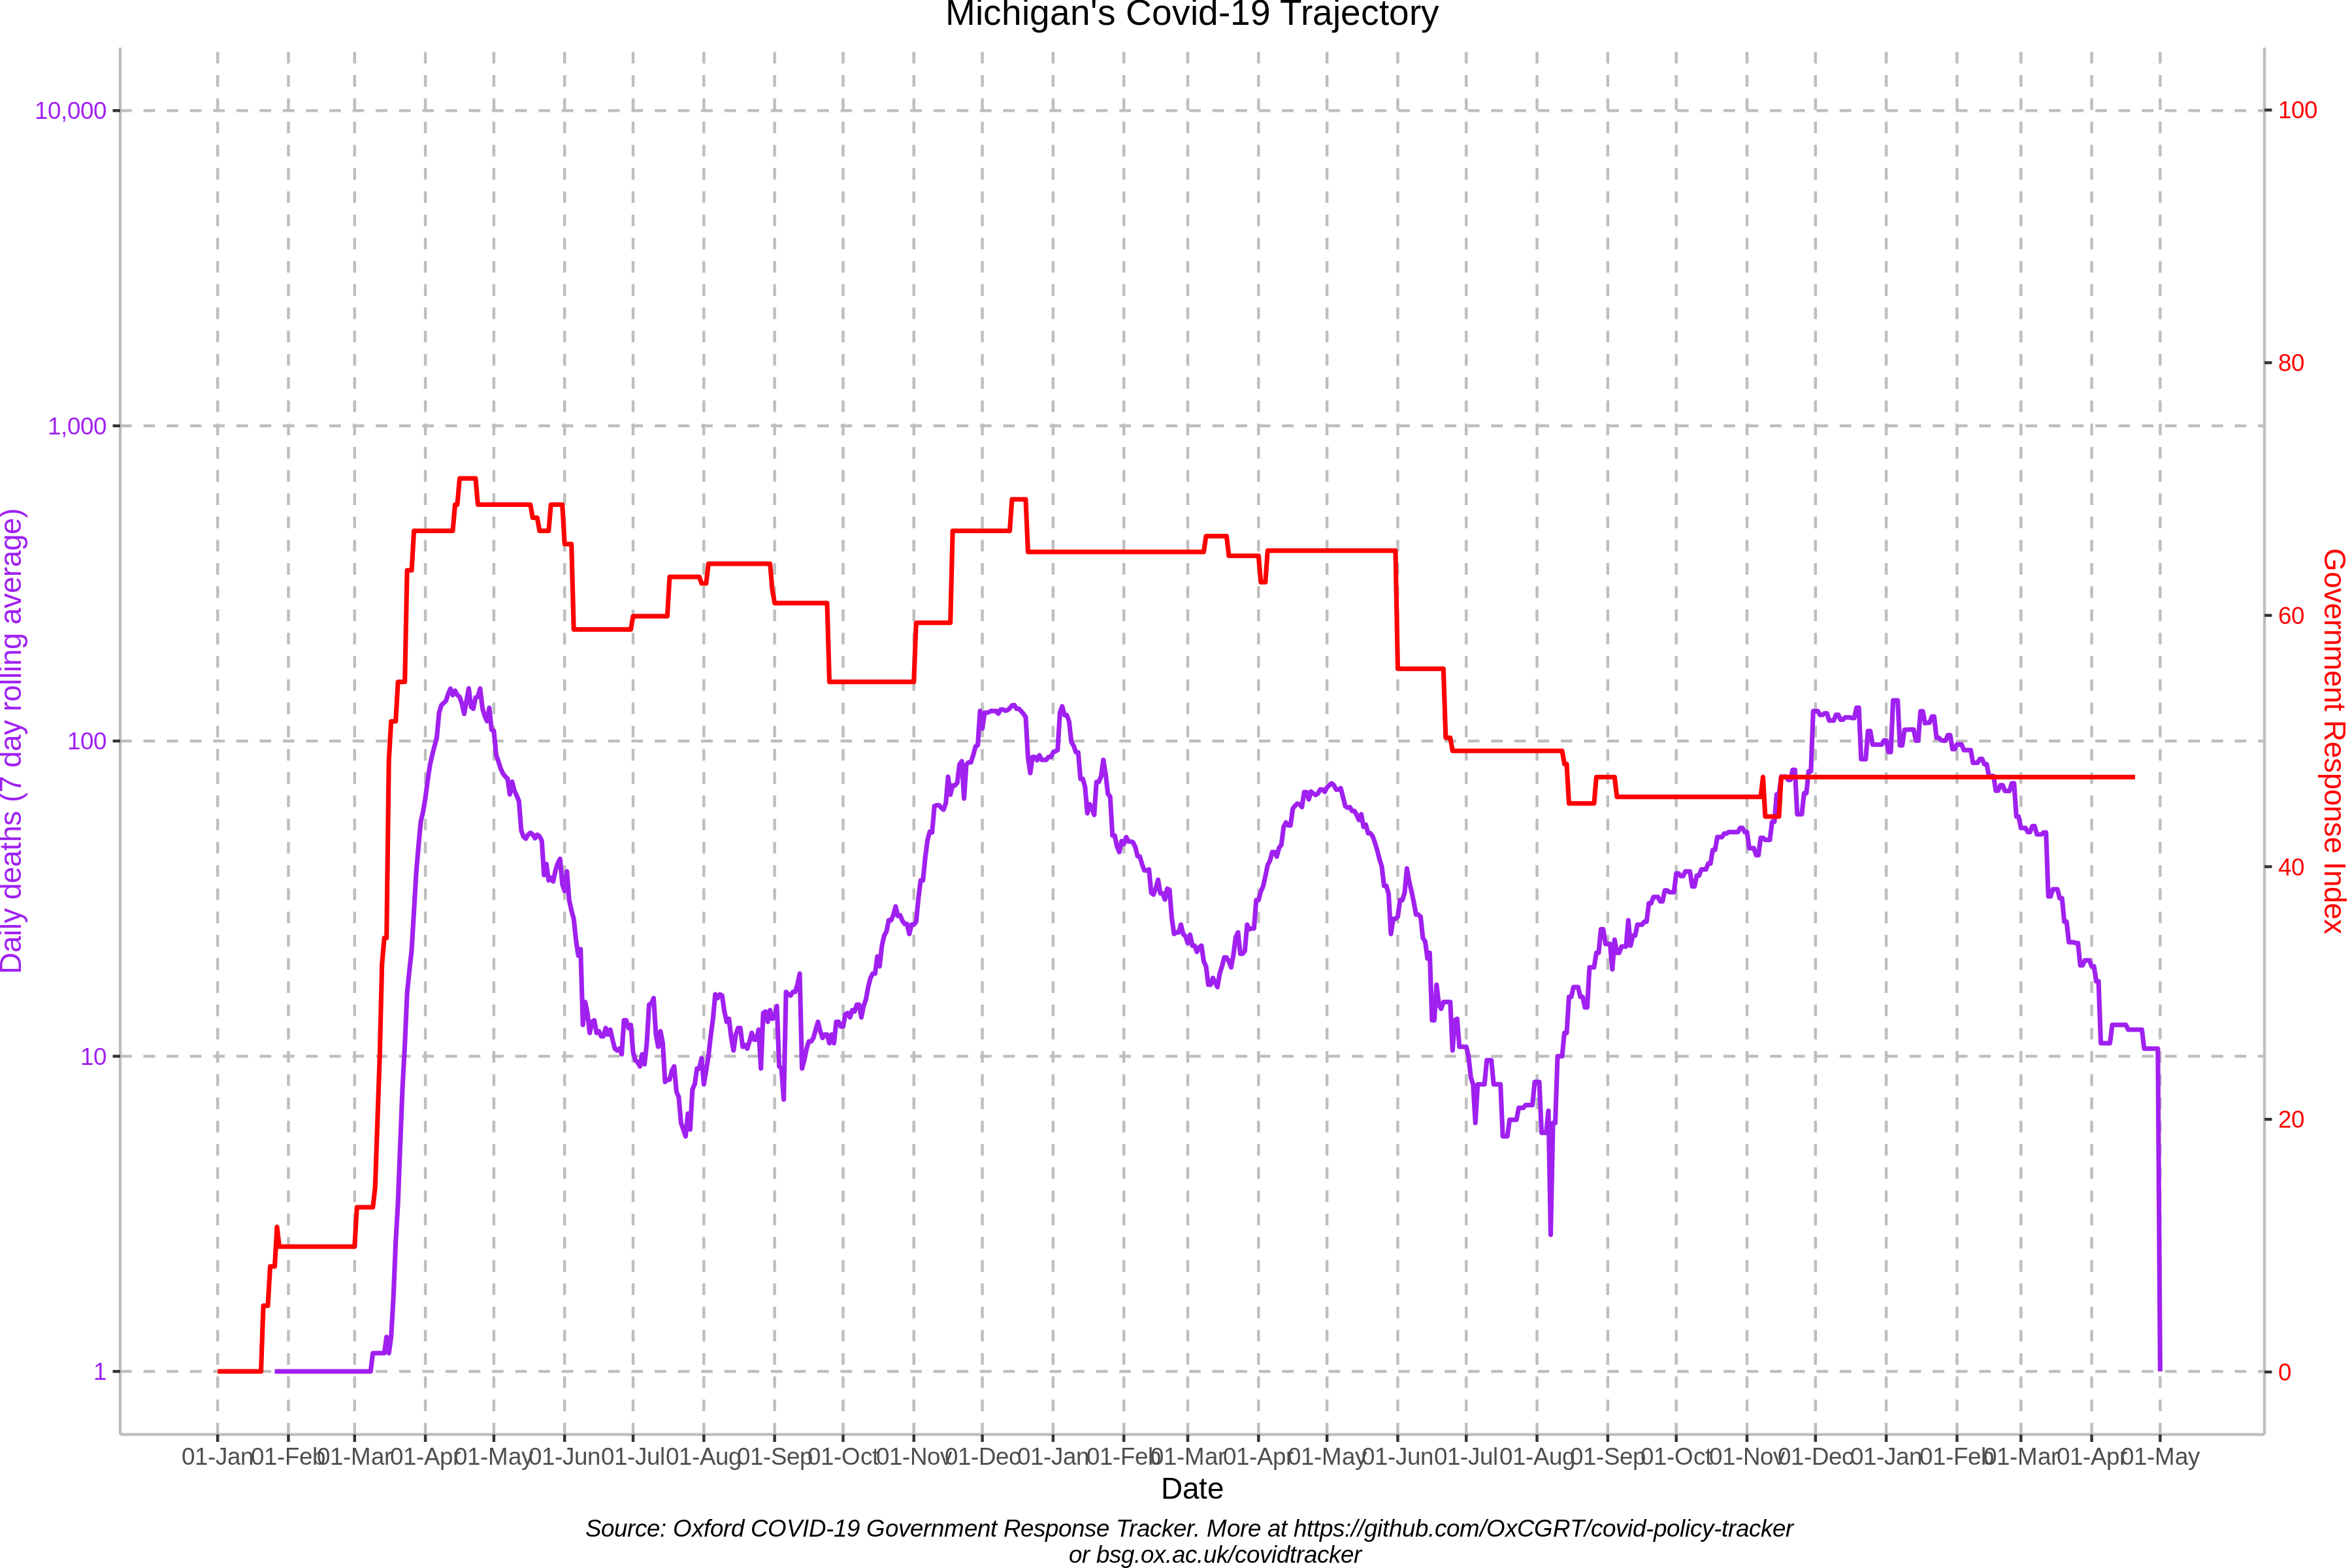 Michigan's Covid-19 Trajectory
10,000
1,000
100
10
1
Daily deaths (7 day rolling average)
100
80
60
40
20
0
Government Response Index
01-Jan 01-Feb 01-Mar 01-Apr 01-May 01-Jun 01-Jul 01-Aug 01-Sep 01-Oct 01-Nov 01-Dec 01-Jan 01-Feb 01-Mar 01-Apr 01-May 01-Jun 01-Jul 01-Aug 01-Sep 01-Oct 01-Nov 01-Dec 01-Jan 01-Feb 01-Mar 01-Apr 01-May
Date
Source: Oxford COVID-19 Government Response Tracker. More at https://github.com/OxCGRT/covid-policy-tracker
or bsg.ox.ac.uk/covidtracker